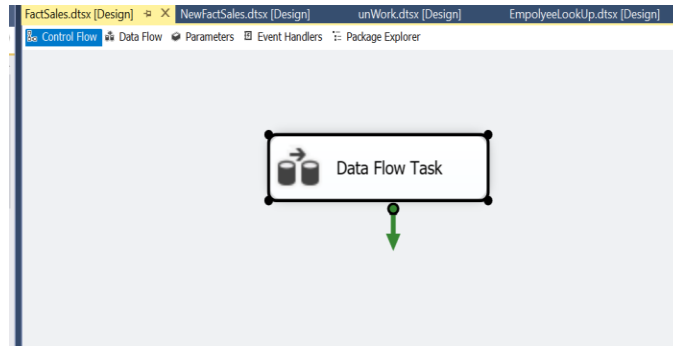 FactSales.dtsx [Design] NewFactSales.dtsx [Design] unWork.dtsx [Design] EmpolyeeLookUp.dtsx [Design]
Control Flow Data Flow Parameters Event Handlers Package Explorer
Data Flow Task